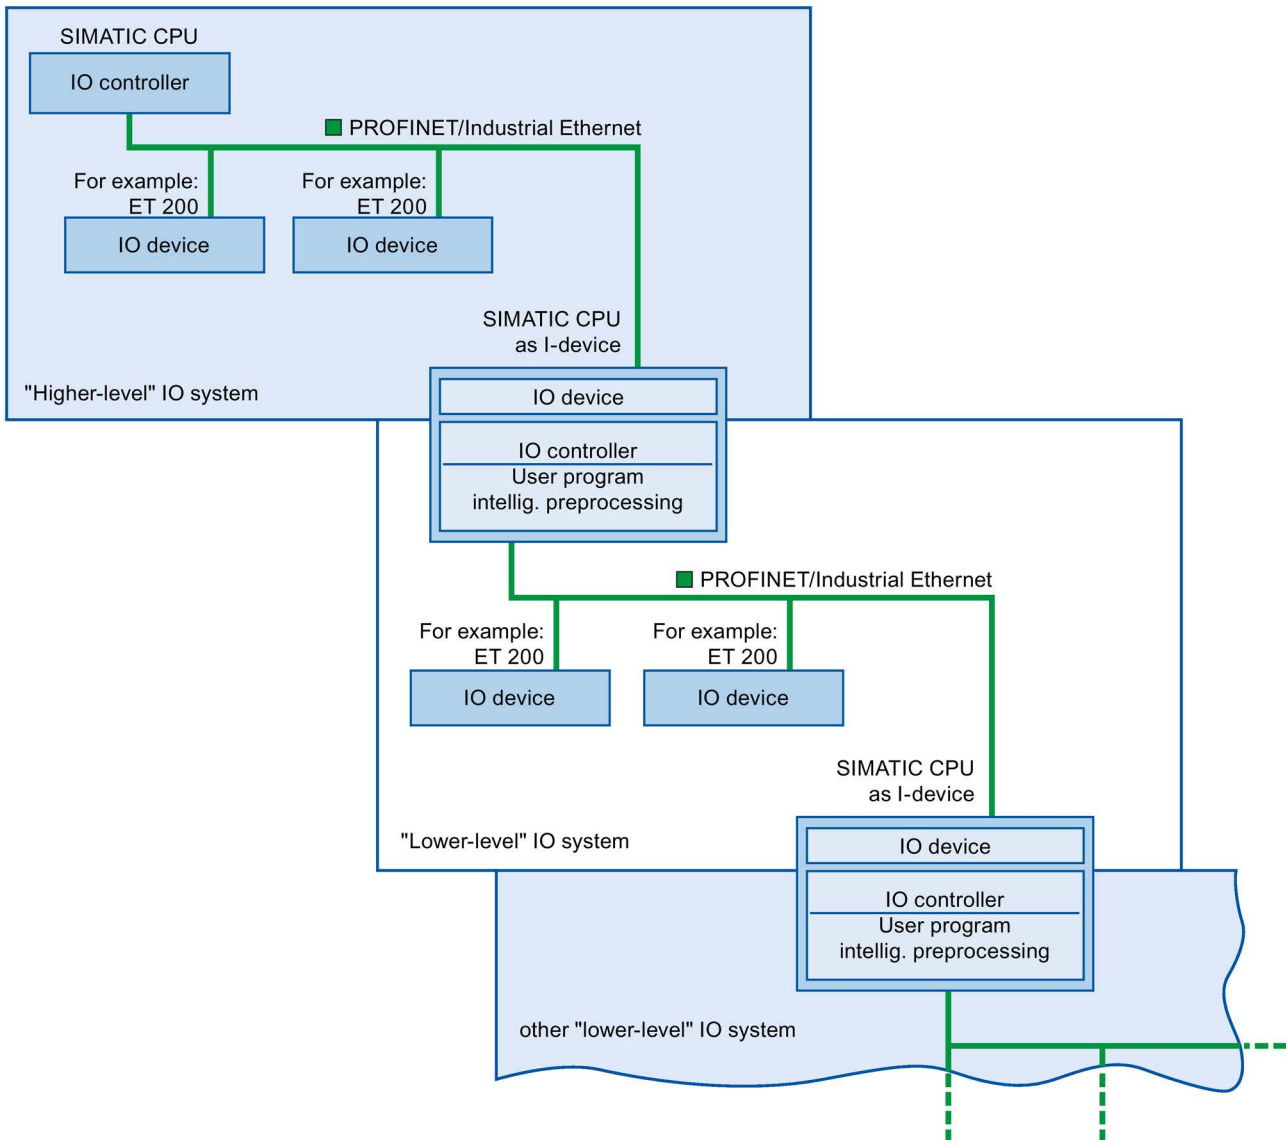 SIMATIC CPU
IO controller
PROFINET/Industrial Ethernet
For example:
ET 200
IO device
For example:
ET 200
IO device
SIMATIC CPU
as I-device
"Higher-level" IO system
IO device
IO controller
User program
intellig. preprocessing
PROFINET/Industrial Ethernet
For example:
ET 200
IO device
For example:
ET 200
IO device
SIMATIC CPU
as I-device
"Lower-level" IO system
IO device
IO controller
User program
intellig. preprocessing
other "lower-level" IO system